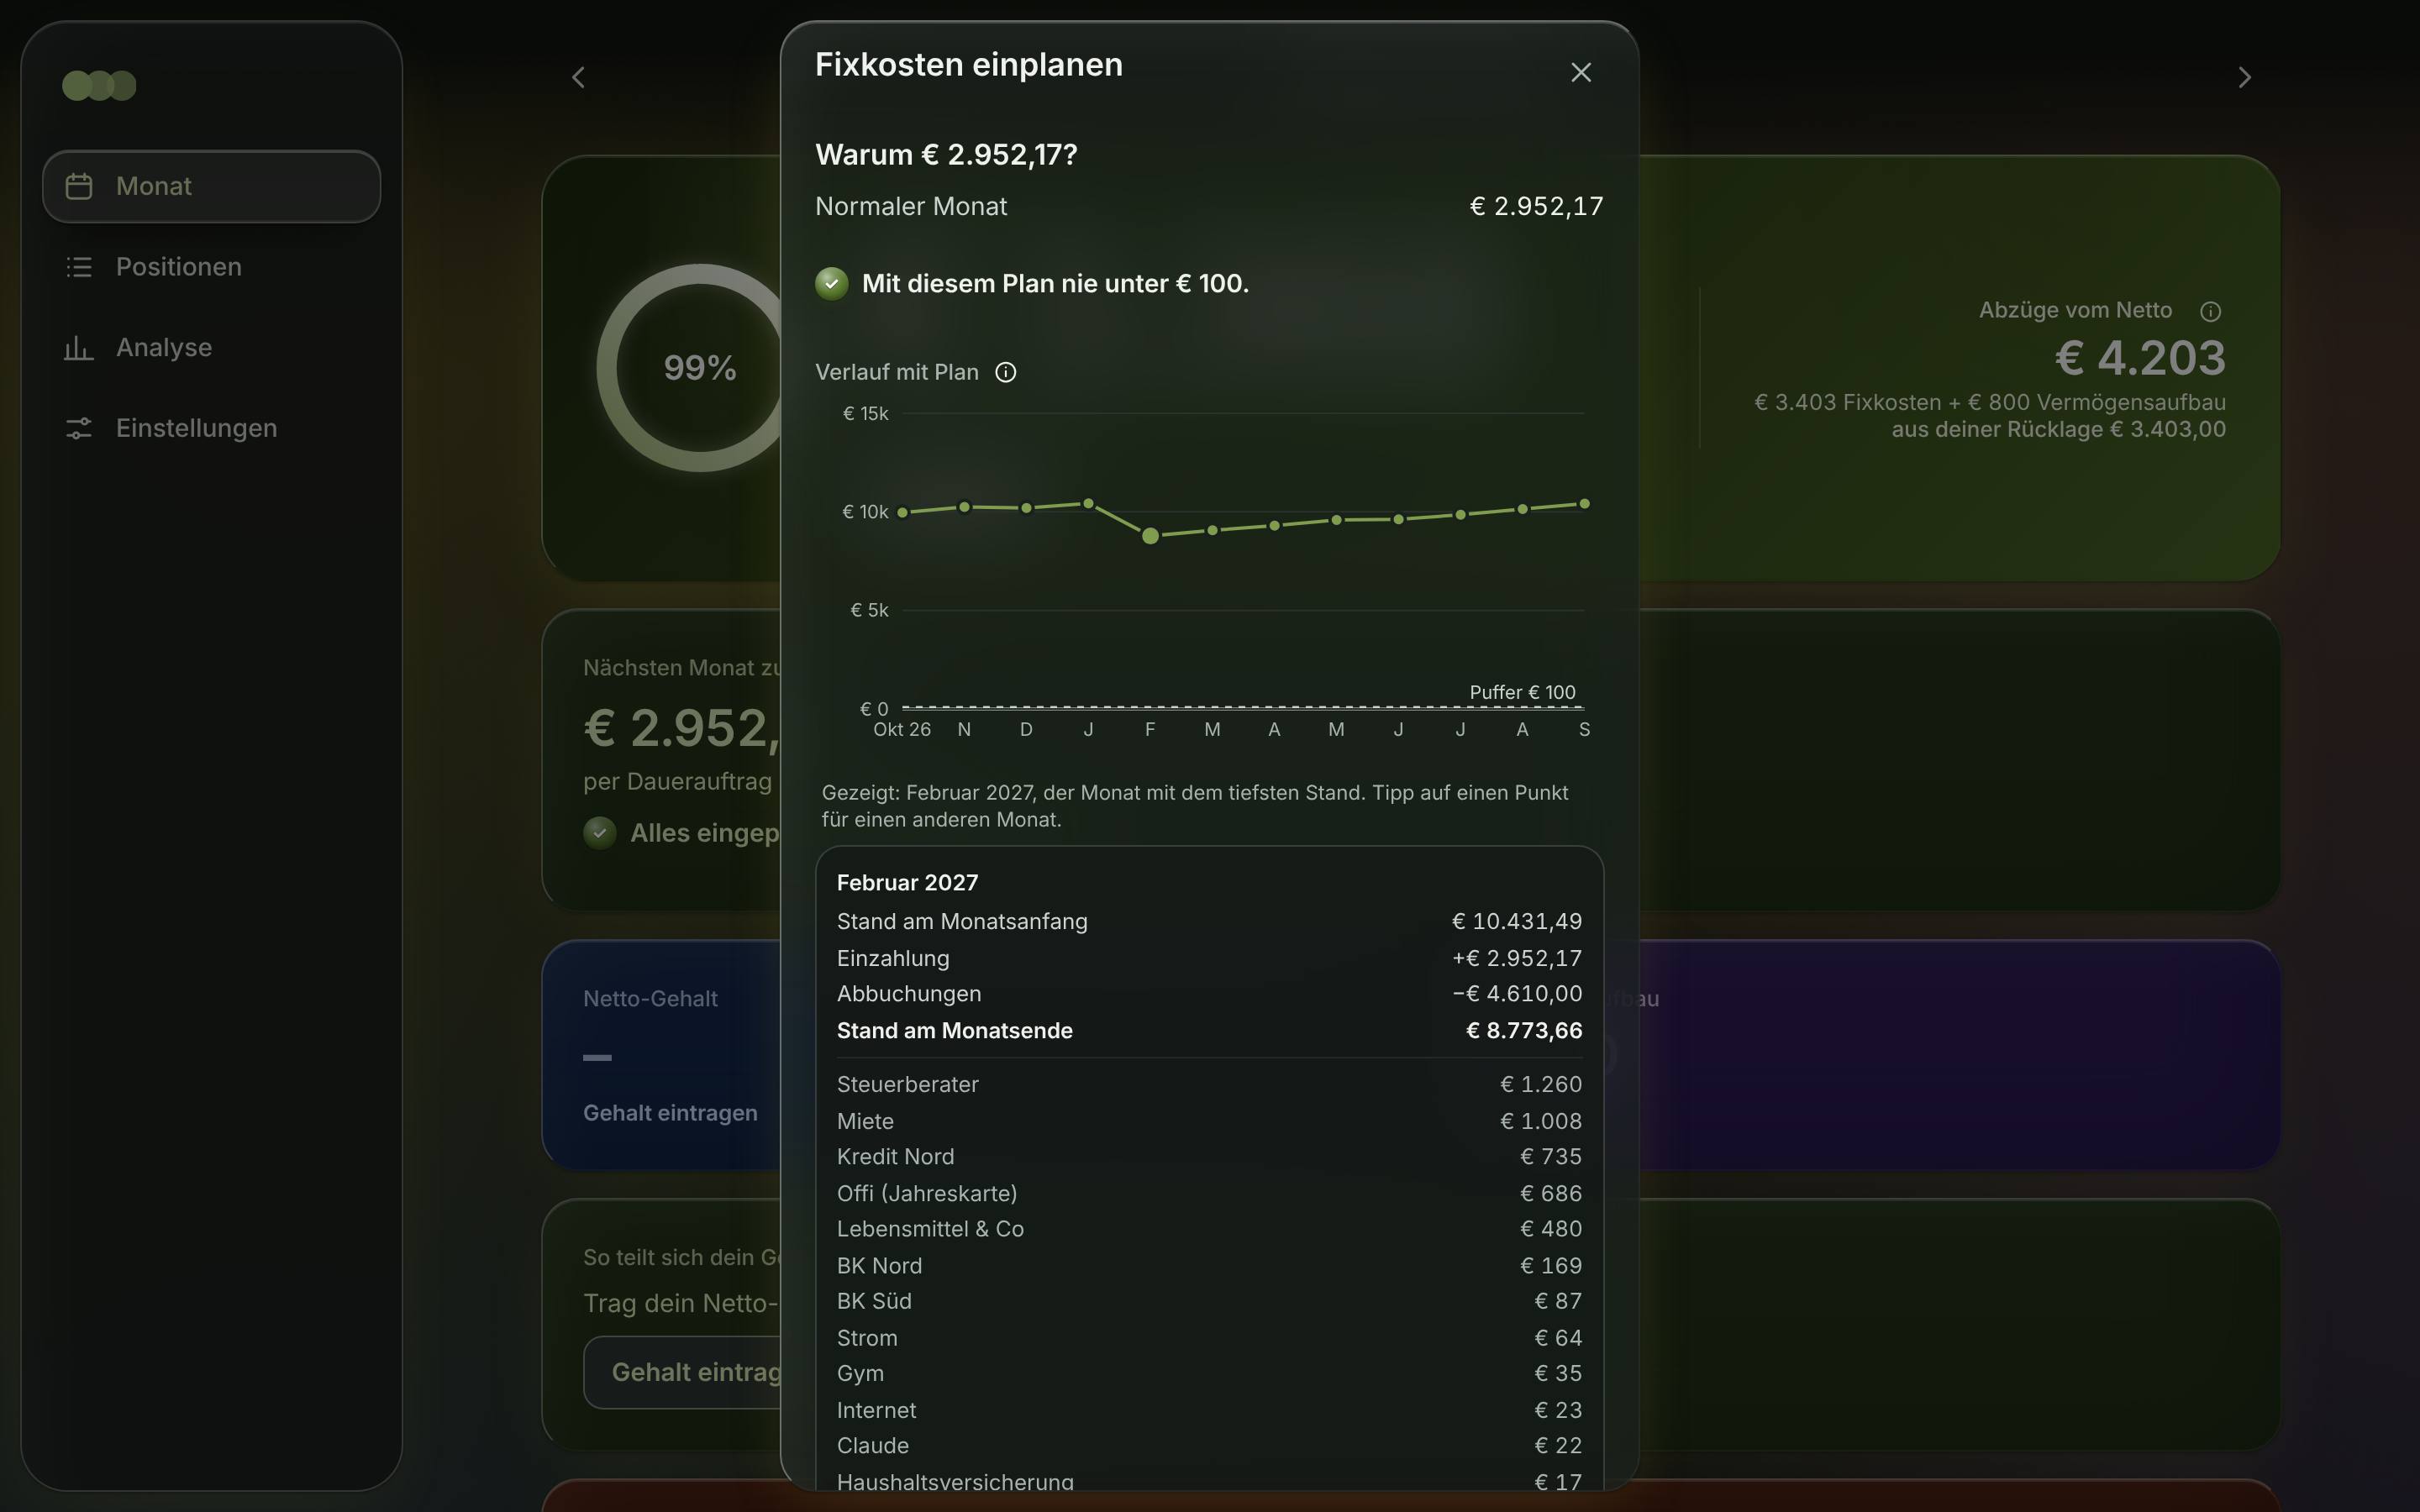 Monat
Positionen
Analyse
Einstellungen
99%
Abzüge vom Netto
€ 4.203
€ 3.403 Fixkosten + € 800 Vermögensaufbau
aus deiner Rücklage € 3.403,00
Nächsten Monat zu
€ 2.952,
per Dauerauftrag
Alles eingep
Netto-Gehalt
–
Gehalt eintragen
So teilt sich dein Ge
Trag dein Netto-
Gehalt eintrag
Fixkosten einplanen
Warum € 2.952,17?
Normaler Monat € 2.952,17
Mit diesem Plan nie unter € 100.
Verlauf mit Plan
€ 15k
€ 10k
€ 5k
Puffer € 100
€ 0
Okt 26 N D J F M A M J J A S
Gezeigt: Februar 2027, der Monat mit dem tiefsten Stand. Tipp auf einen Punkt
für einen anderen Monat.
Februar 2027
Stand am Monatsanfang € 10.431,49
Einzahlung +€ 2.952,17
Abbuchungen −€ 4.610,00
Stand am Monatsende € 8.773,66
Steuerberater € 1.260
Miete € 1.008
Kredit Nord € 735
Offi (Jahreskarte) € 686
Lebensmittel & Co € 480
BK Nord € 169
BK Süd € 87
Strom € 64
Gym € 35
Internet € 23
Claude € 22
Haushaltsversicherung € 17